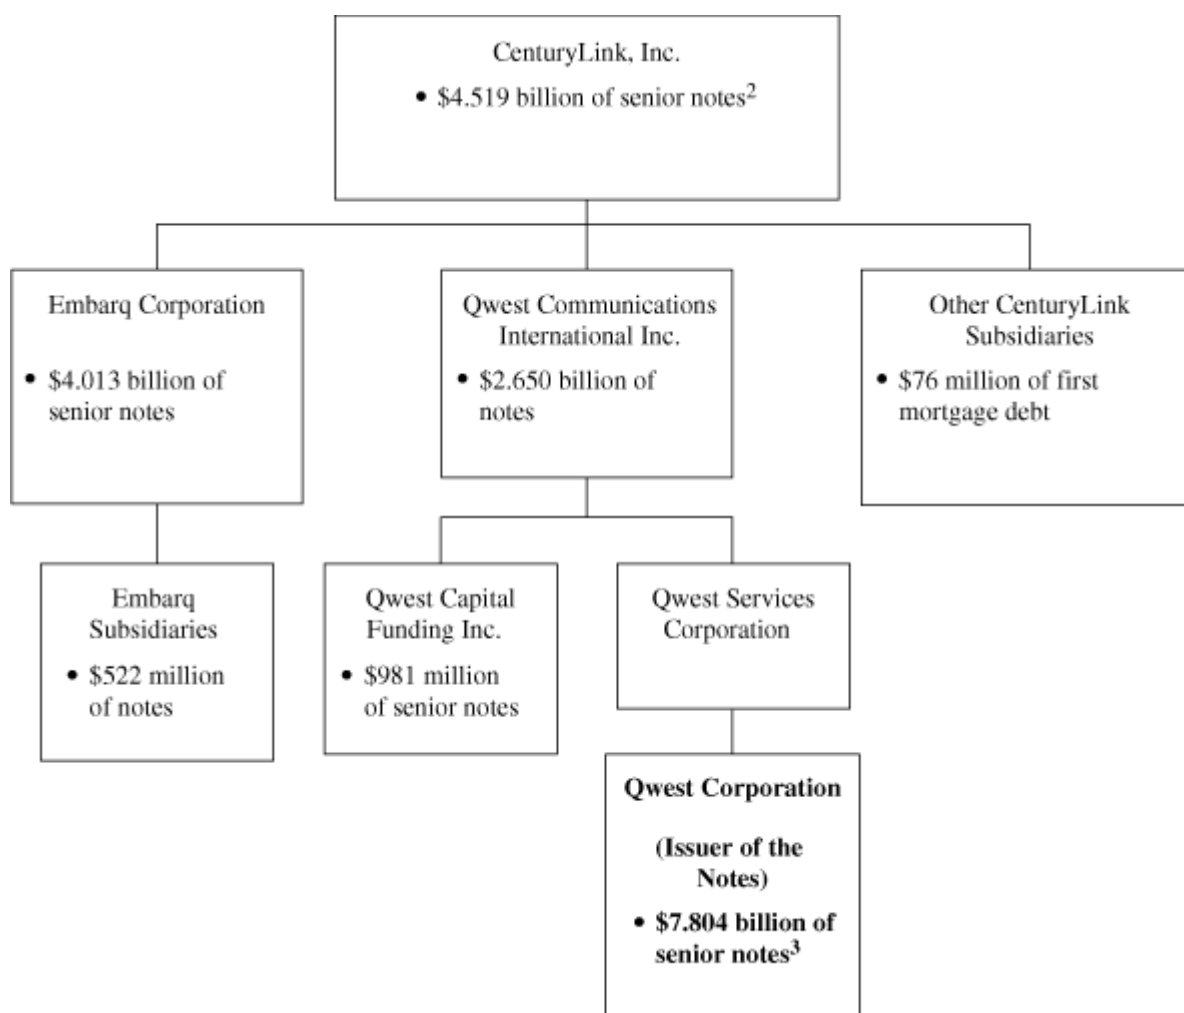 CenturyLink, Inc.
• $4.519 billion of senior notes2
Embarq Corporation
• $4.013 billion of
senior notes
Qwest Communications
International Inc.
• $2.650 billion of
notes
Other CenturyLink
Subsidiaries
• $76 million of first
mortgage debt
Embarq
Subsidiaries
• $522 million
of notes
Qwest Capital
Funding Inc.
• $981 million
of senior notes
Qwest Services
Corporation
Qwest Corporation
(Issuer of the
Notes)
• $7.804 billion of
senior notes3